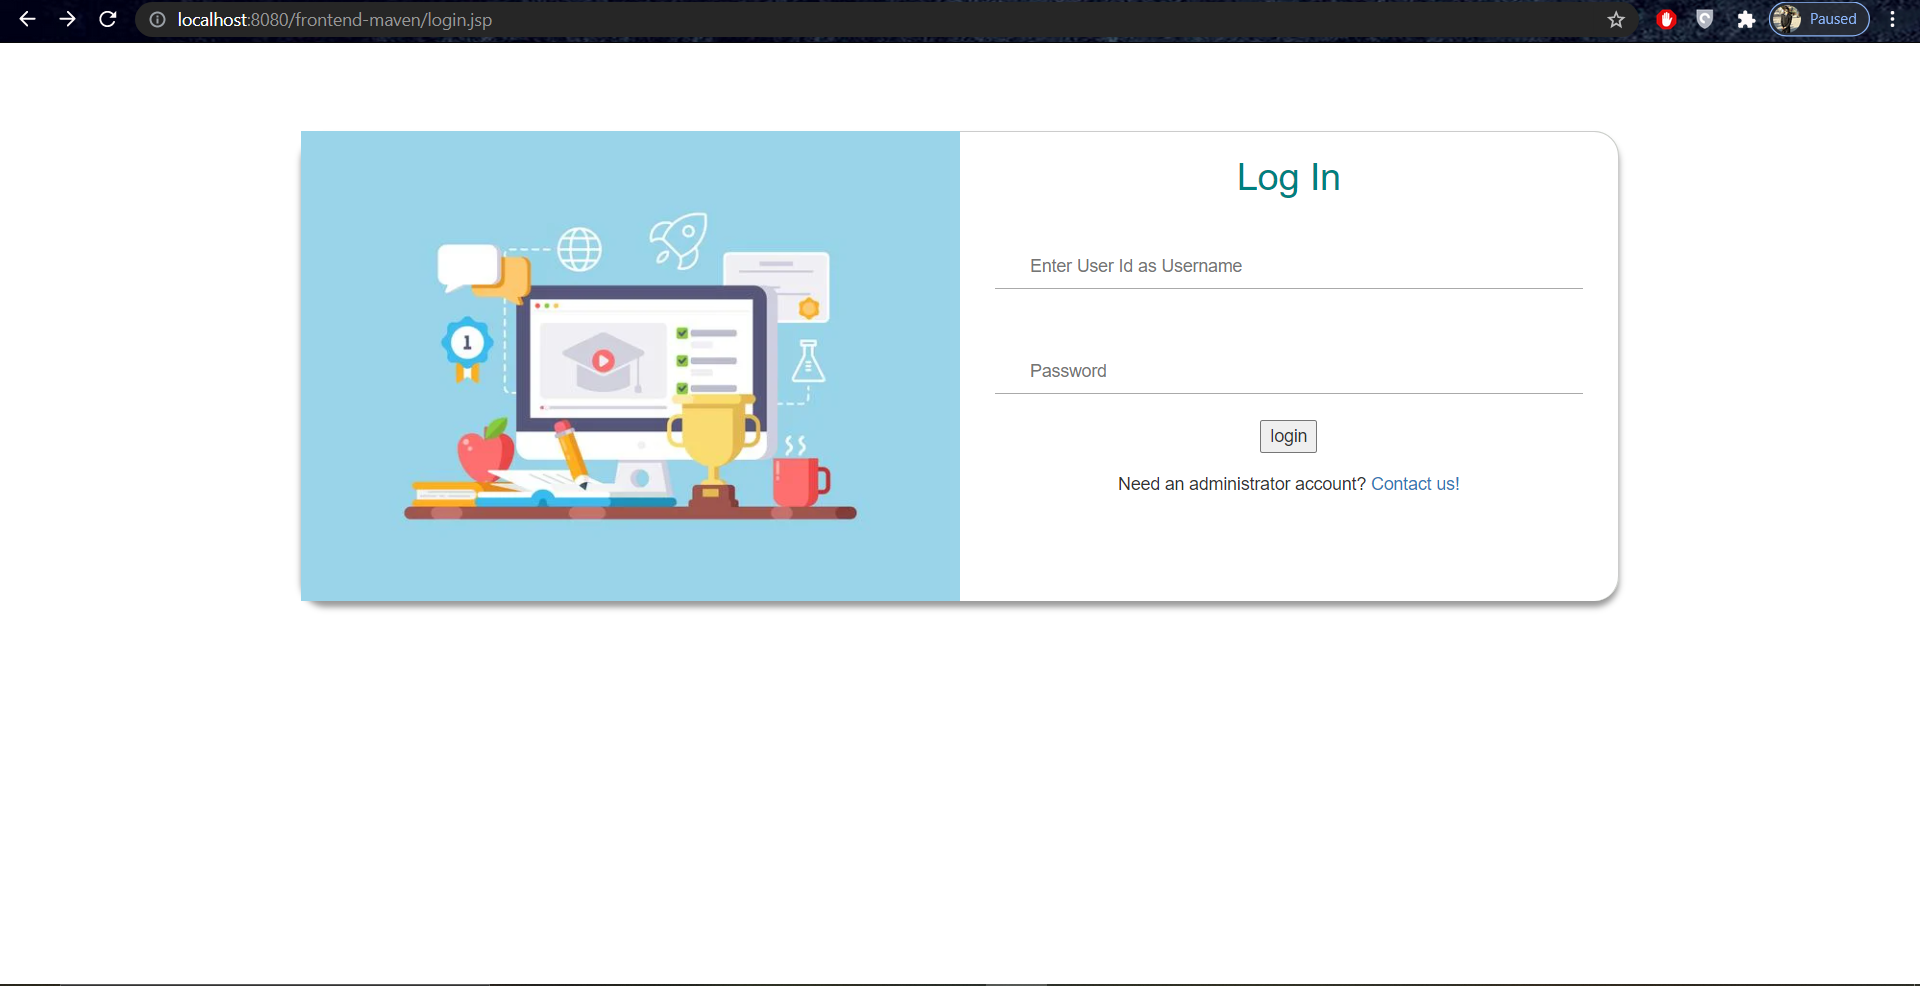 localhost:8080/frontend-maven/login.jsp
Paused
Log In
1
Enter User Id as Username
Password
login
Need an administrator account? Contact us!